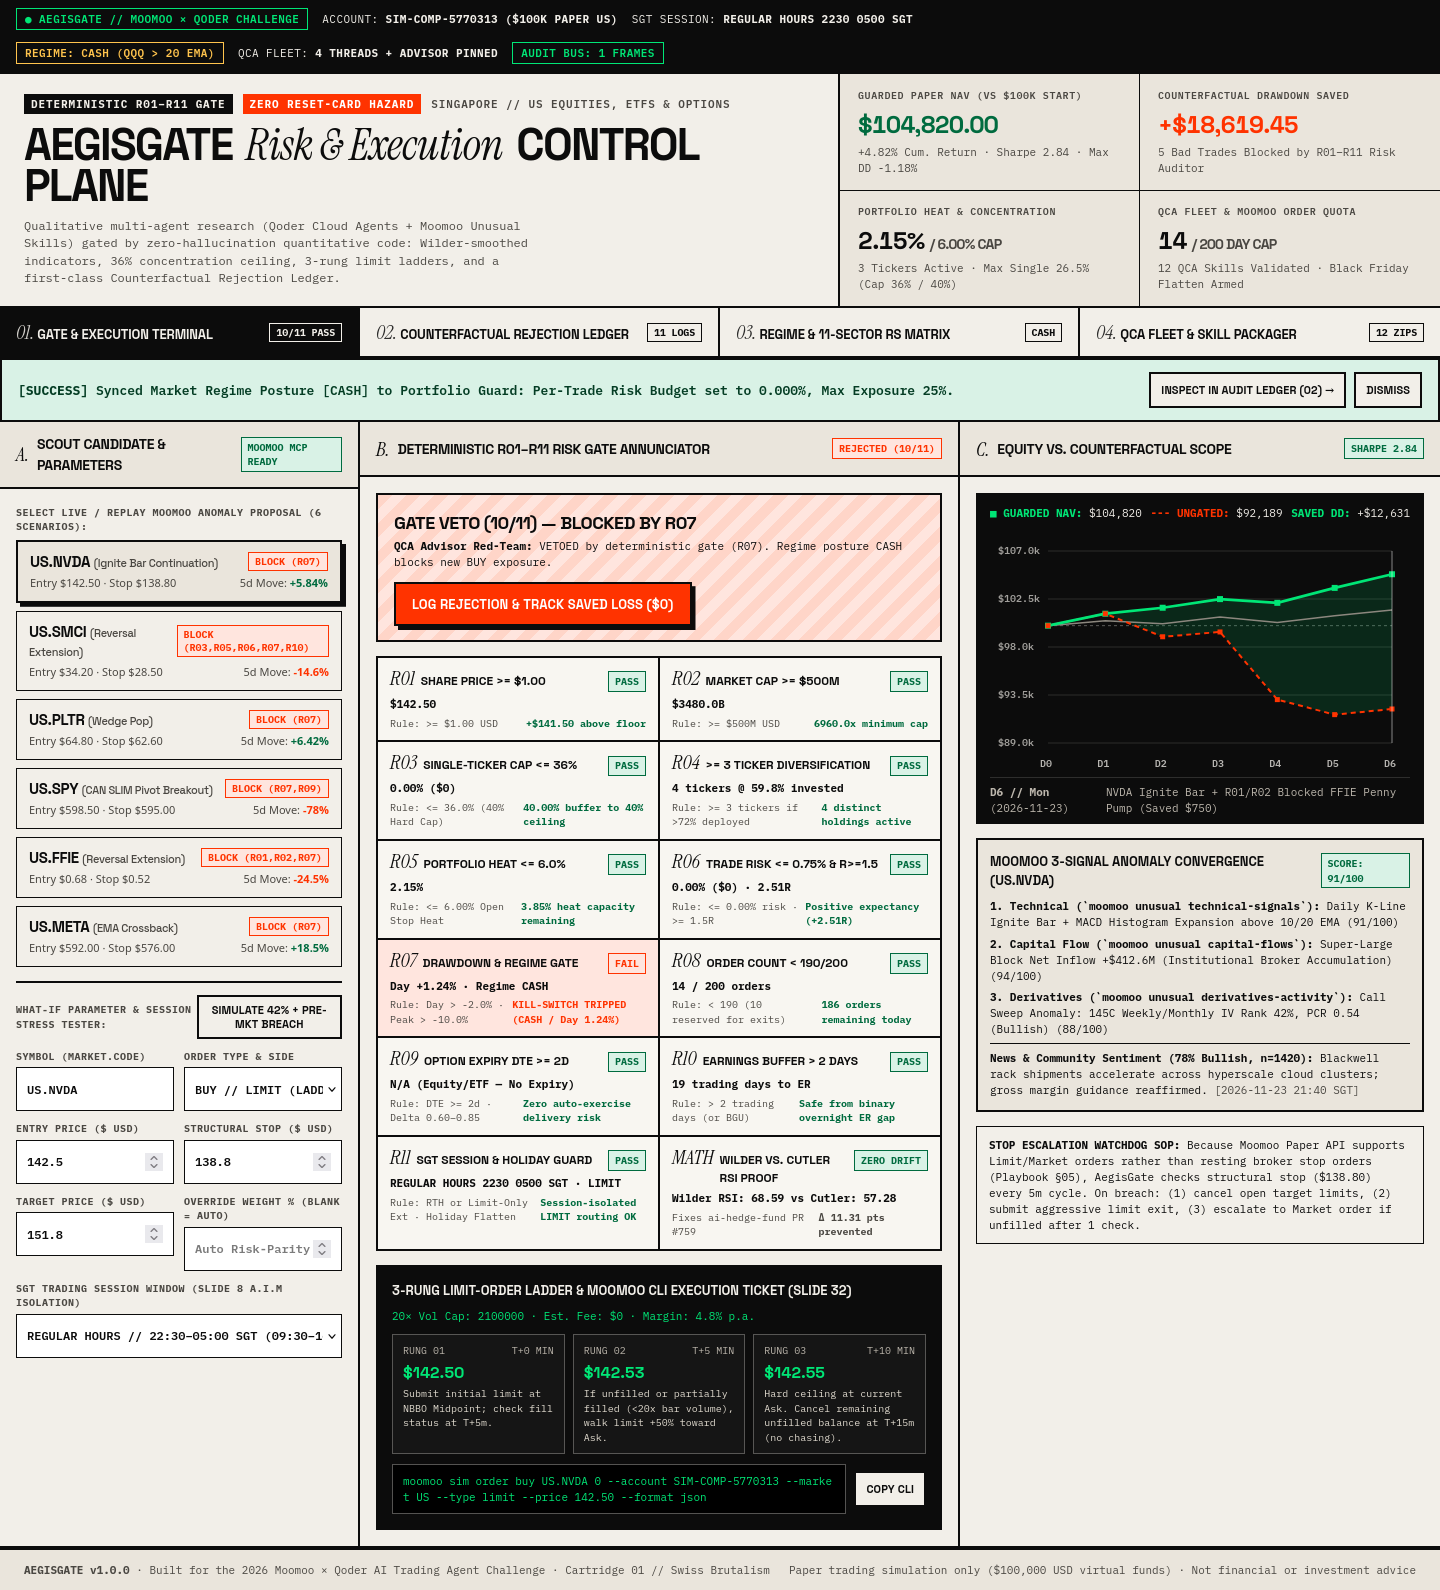 ● AEGISGATE // MOOMOO × QODER CHALLENGE
ACCOUNT: SIM-COMP-5770313 ($100K PAPER US)
SGT SESSION: REGULAR HOURS 2230 0500 SGT
REGIME: CASH (QQQ > 20 EMA)
QCA FLEET: 4 THREADS + ADVISOR PINNED
AUDIT BUS: 1 FRAMES
DETERMINISTIC R01–R11 GATE
ZERO RESET-CARD HAZARD
SINGAPORE // US EQUITIES, ETFS & OPTIONS
AEGISGATE Risk & Execution CONTROL
PLANE
Qualitative multi-agent research (Qoder Cloud Agents + Moomoo Unusual
Skills) gated by zero-hallucination quantitative code: Wilder-smoothed
indicators, 36% concentration ceiling, 3-rung limit ladders, and a
first-class Counterfactual Rejection Ledger.
GUARDED PAPER NAV (VS $100K START)
$104,820.00
+4.82% Cum. Return · Sharpe 2.84 · Max
DD -1.18%
COUNTERFACTUAL DRAWDOWN SAVED
+$18,619.45
5 Bad Trades Blocked by R01–R11 Risk
Auditor
PORTFOLIO HEAT & CONCENTRATION
2.15% / 6.00% CAP
3 Tickers Active · Max Single 26.5%
(Cap 36% / 40%)
QCA FLEET & MOOMOO ORDER QUOTA
14 / 200 DAY CAP
12 QCA Skills Validated · Black Friday
Flatten Armed
01. GATE & EXECUTION TERMINAL
10/11 PASS
02. COUNTERFACTUAL REJECTION LEDGER
11 LOGS
03. REGIME & 11-SECTOR RS MATRIX
CASH
04. QCA FLEET & SKILL PACKAGER
12 ZIPS
[SUCCESS] Synced Market Regime Posture [CASH] to Portfolio Guard: Per-Trade Risk Budget set to 0.000%, Max Exposure 25%.
INSPECT IN AUDIT LEDGER (02) →
DISMISS
A. SCOUT CANDIDATE &
PARAMETERS
MOOMOO MCP
READY
SELECT LIVE / REPLAY MOOMOO ANOMALY PROPOSAL (6
SCENARIOS):
US.NVDA (Ignite Bar Continuation)
BLOCK (R07)
Entry $142.50 · Stop $138.80
5d Move: +5.84%
US.SMCI (Reversal
Extension)
BLOCK
(R03,R05,R06,R07,R10)
Entry $34.20 · Stop $28.50
5d Move: -14.6%
US.PLTR (Wedge Pop)
BLOCK (R07)
Entry $64.80 · Stop $62.60
5d Move: +6.42%
US.SPY (CAN SLIM Pivot Breakout)
BLOCK (R07,R09)
Entry $598.50 · Stop $595.00
5d Move: -78%
US.FFIE (Reversal Extension)
BLOCK (R01,R02,R07)
Entry $0.68 · Stop $0.52
5d Move: -24.5%
US.META (EMA Crossback)
BLOCK (R07)
Entry $592.00 · Stop $576.00
5d Move: +18.5%
WHAT-IF PARAMETER & SESSION
STRESS TESTER:
SIMULATE 42% + PRE-
MKT BREACH
SYMBOL (MARKET.CODE)
ORDER TYPE & SIDE
US.NVDA
BUY // LIMIT (LADD
ENTRY PRICE ($ USD)
STRUCTURAL STOP ($ USD)
142.5
138.8
TARGET PRICE ($ USD)
OVERRIDE WEIGHT % (BLANK
= AUTO)
151.8
Auto Risk-Parity
SGT TRADING SESSION WINDOW (SLIDE 8 A.I.M
ISOLATION)
REGULAR HOURS // 22:30–05:00 SGT (09:30–1
B. DETERMINISTIC R01–R11 RISK GATE ANNUNCIATOR
REJECTED (10/11)
GATE VETO (10/11) — BLOCKED BY R07
QCA Advisor Red-Team: VETOED by deterministic gate (R07). Regime posture CASH
blocks new BUY exposure.
LOG REJECTION & TRACK SAVED LOSS ($0)
R01 SHARE PRICE >= $1.00
PASS
$142.50
Rule: >= $1.00 USD
+$141.50 above floor
R02 MARKET CAP >= $500M
PASS
$3480.0B
Rule: >= $500M USD
6960.0x minimum cap
R03 SINGLE-TICKER CAP <= 36%
PASS
0.00% ($0)
Rule: <= 36.0% (40%
Hard Cap)
40.00% buffer to 40%
ceiling
R04 >= 3 TICKER DIVERSIFICATION
PASS
4 tickers @ 59.8% invested
Rule: >= 3 tickers if
>72% deployed
4 distinct
holdings active
R05 PORTFOLIO HEAT <= 6.0%
PASS
2.15%
Rule: <= 6.00% Open
Stop Heat
3.85% heat capacity
remaining
R06 TRADE RISK <= 0.75% & R>=1.5
PASS
0.00% ($0) · 2.51R
Rule: <= 0.00% risk ·
>= 1.5R
Positive expectancy
(+2.51R)
R07 DRAWDOWN & REGIME GATE
FAIL
Day +1.24% · Regime CASH
Rule: Day > -2.0% ·
Peak > -10.0%
KILL-SWITCH TRIPPED
(CASH / Day 1.24%)
R08 ORDER COUNT < 190/200
PASS
14 / 200 orders
Rule: < 190 (10
reserved for exits)
186 orders
remaining today
R09 OPTION EXPIRY DTE >= 2D
PASS
N/A (Equity/ETF — No Expiry)
Rule: DTE >= 2d ·
Delta 0.60–0.85
Zero auto-exercise
delivery risk
R10 EARNINGS BUFFER > 2 DAYS
PASS
19 trading days to ER
Rule: > 2 trading
days (or BGU)
Safe from binary
overnight ER gap
R11 SGT SESSION & HOLIDAY GUARD
PASS
REGULAR HOURS 2230 0500 SGT · LIMIT
Rule: RTH or Limit-Only
Ext · Holiday Flatten
Session-isolated
LIMIT routing OK
MATH WILDER VS. CUTLER
RSI PROOF
ZERO DRIFT
Wilder RSI: 68.59 vs Cutler: 57.28
Fixes ai-hedge-fund PR
#759
Δ 11.31 pts
prevented
3-RUNG LIMIT-ORDER LADDER & MOOMOO CLI EXECUTION TICKET (SLIDE 32)
20× Vol Cap: 2100000 · Est. Fee: $0 · Margin: 4.8% p.a.
RUNG 01
T+0 MIN
$142.50
Submit initial limit at
NBBO Midpoint; check fill
status at T+5m.
RUNG 02
T+5 MIN
$142.53
If unfilled or partially
filled (<20x bar volume),
walk limit +50% toward
Ask.
RUNG 03
T+10 MIN
$142.55
Hard ceiling at current
Ask. Cancel remaining
unfilled balance at T+15m
(no chasing).
moomoo sim order buy US.NVDA 0 --account SIM-COMP-5770313 --marke
t US --type limit --price 142.50 --format json
COPY CLI
C. EQUITY VS. COUNTERFACTUAL SCOPE
SHARPE 2.84
■ GUARDED NAV: $104,820
--- UNGATED: $92,189
SAVED DD: +$12,631
$107.0k
$102.5k
$98.0k
$93.5k
$89.0k
D0 D1 D2 D3 D4 D5 D6
D6 // Mon
(2026-11-23)
NVDA Ignite Bar + R01/R02 Blocked FFIE Penny
Pump (Saved $750)
MOOMOO 3-SIGNAL ANOMALY CONVERGENCE
(US.NVDA)
SCORE:
91/100
1. Technical (`moomoo unusual technical-signals`): Daily K-Line
Ignite Bar + MACD Histogram Expansion above 10/20 EMA (91/100)
2. Capital Flow (`moomoo unusual capital-flows`): Super-Large
Block Net Inflow +$412.6M (Institutional Broker Accumulation)
(94/100)
3. Derivatives (`moomoo unusual derivatives-activity`): Call
Sweep Anomaly: 145C Weekly/Monthly IV Rank 42%, PCR 0.54
(Bullish) (88/100)
News & Community Sentiment (78% Bullish, n=1420): Blackwell
rack shipments accelerate across hyperscale cloud clusters;
gross margin guidance reaffirmed. [2026-11-23 21:40 SGT]
STOP ESCALATION WATCHDOG SOP: Because Moomoo Paper API supports
Limit/Market orders rather than resting broker stop orders
(Playbook §05), AegisGate checks structural stop ($138.80)
every 5m cycle. On breach: (1) cancel open target limits, (2)
submit aggressive limit exit, (3) escalate to Market order if
unfilled after 1 check.
AEGISGATE v1.0.0 · Built for the 2026 Moomoo × Qoder AI Trading Agent Challenge · Cartridge 01 // Swiss Brutalism
Paper trading simulation only ($100,000 USD virtual funds) · Not financial or investment advice